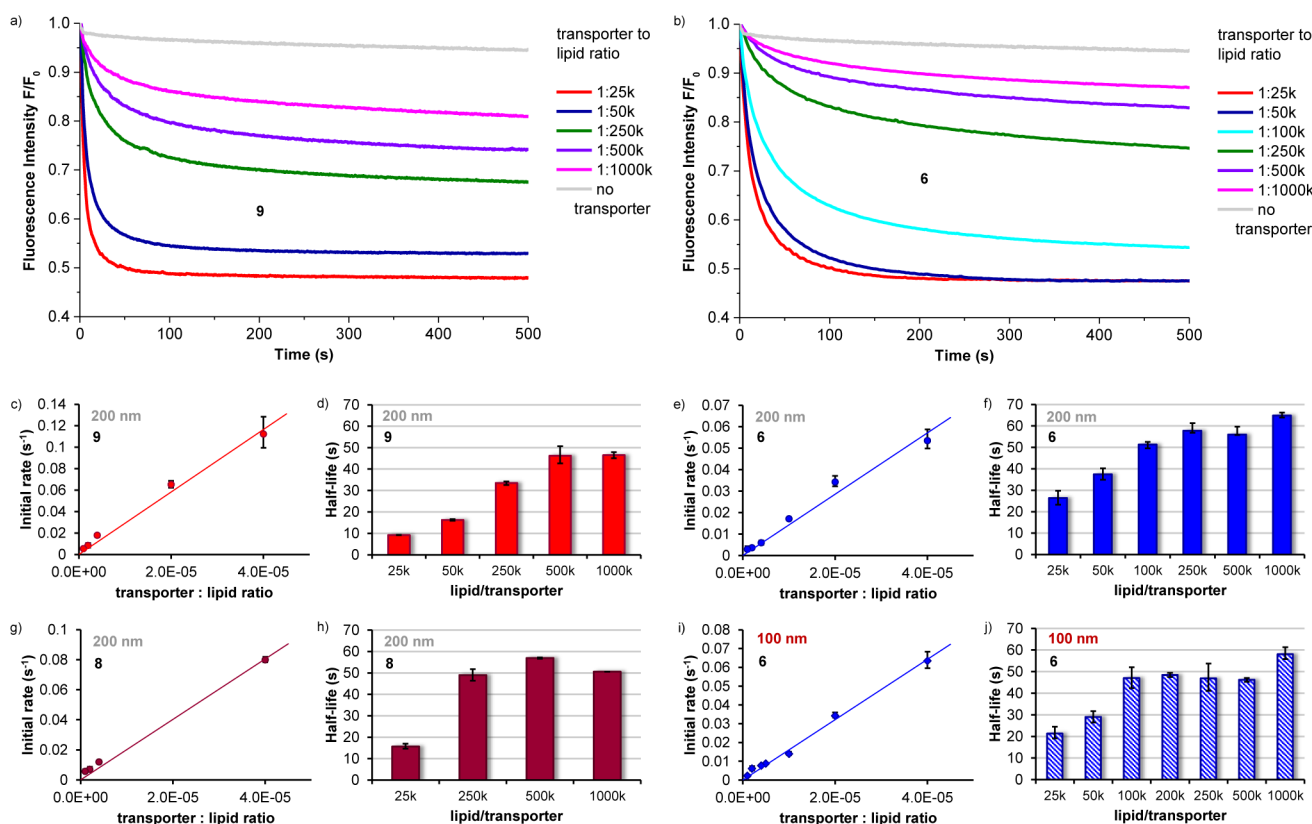 a)
Fluorescence Intensity F/F0
1.0
0.9
0.8
0.7
0.6
0.5
0.4
0
100
200
300
400
500
Time (s)
9
transporter to
lipid ratio
1:25k
1:50k
1:250k
1:500k
1:1000k
no
transporter
b)
Fluorescence Intensity F/F0
1.0
0.9
0.8
0.7
0.6
0.5
0.4
0
100
200
300
400
500
Time (s)
6
transporter to
lipid ratio
1:25k
1:50k
1:100k
1:250k
1:500k
1:1000k
no
transporter
c)
Initial rate (s⁻¹)
0.14
0.12
0.1
0.08
0.06
0.04
0.02
0
200 nm
9
0.0E+00
2.0E-05
4.0E-05
transporter : lipid ratio
d)
Half-life (s)
70
60
50
40
30
20
10
0
200 nm
9
25k
50k
250k
500k
1000k
lipid/transporter
e)
Initial rate (s⁻¹)
0.07
0.06
0.05
0.04
0.03
0.02
0.01
0
200 nm
6
0.0E+00
2.0E-05
4.0E-05
transporter : lipid ratio
f)
Half-life (s)
70
60
50
40
30
20
10
0
200 nm
6
25k
50k
100k
250k
500k
1000k
lipid/transporter
g)
Initial rate (s⁻¹)
0.1
0.08
0.06
0.04
0.02
0
200 nm
8
0.0E+00
2.0E-05
4.0E-05
transporter : lipid ratio
h)
Half-life (s)
70
60
50
40
30
20
10
0
200 nm
8
25k
250k
500k
1000k
lipid/transporter
i)
Initial rate (s⁻¹)
0.08
0.07
0.06
0.05
0.04
0.03
0.02
0.01
0
100 nm
6
0.0E+00
2.0E-05
4.0E-05
transporter : lipid ratio
j)
Half-life (s)
70
60
50
40
30
20
10
0
100 nm
6
25k
50k
100k
200k
250k
500k
1000k
lipid/transporter